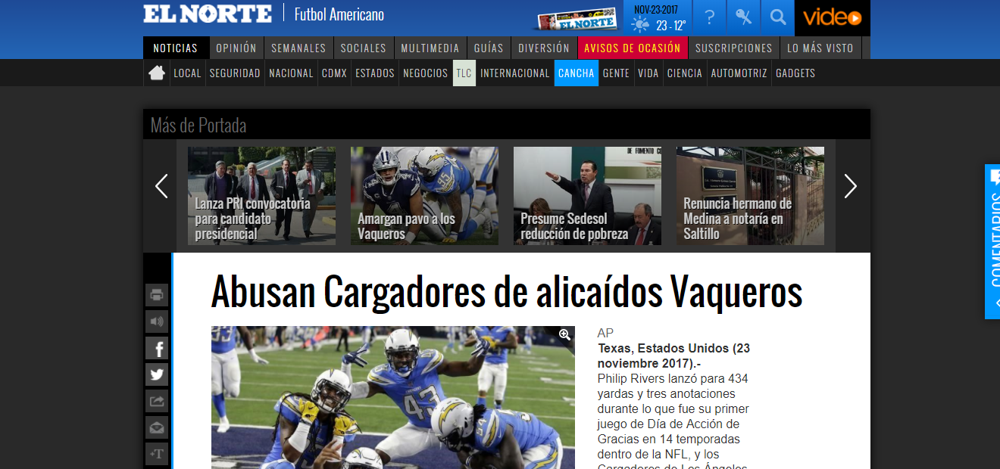 EL NORTE
Futbol Americano
EL NORTE
NOV-23-2017
23 - 12°
?
video
NOTICIAS OPINIÓN SEMANALES SOCIALES MULTIMEDIA GUÍAS DIVERSIÓN AVISOS DE OCASIÓN SUSCRIPCIONES LO MÁS VISTO
LOCAL SEGURIDAD NACIONAL CDMX ESTADOS NEGOCIOS TLC INTERNACIONAL CANCHA GENTE VIDA CIENCIA AUTOMOTRIZ GADGETS
Más de Portada
DE FOMENTO
Lanza PRI convocatoria
para candidato
presidencial
Amargan pavo a los
Vaqueros
Presume Sedesol
reducción de pobreza
Renuncia hermano de
Medina a notaría en
Saltillo
COMENTARIOS
Abusan Cargadores de alicaídos Vaqueros
+T
43
54
AP
Texas, Estados Unidos (23
noviembre 2017).-
Philip Rivers lanzó para 434
yardas y tres anotaciones
durante lo que fue su primer
juego de Día de Acción de
Gracias en 14 temporadas
dentro de la NFL, y los
Cargadores de Los Ángeles